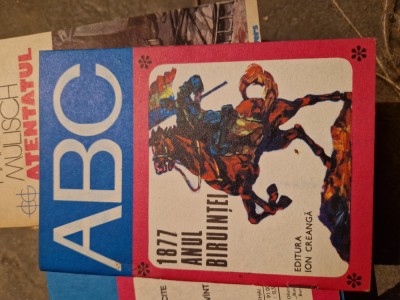 ABC
1877
ANUL
BIRUINȚEI
EDITURA
ION CREANGĂ
MULISCH
ATENTATUL